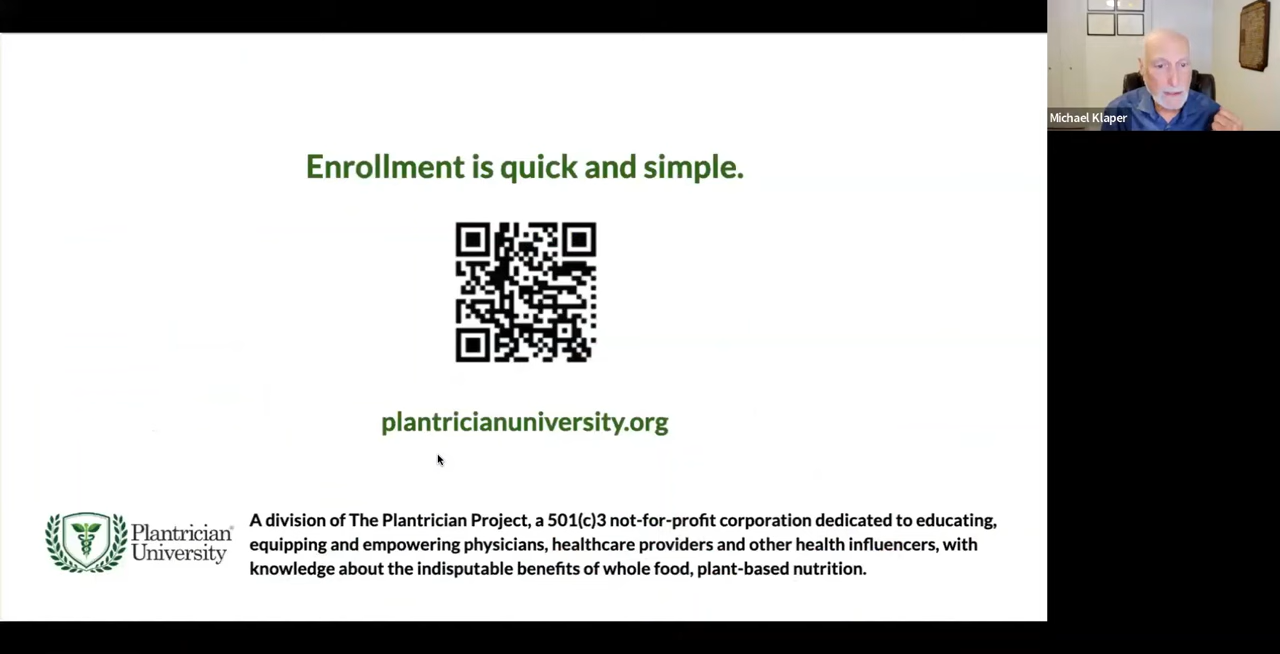 Michael Klaper
Enrollment is quick and simple.
plantricianuniversity.org
Plantrician®
University
A division of The Plantrician Project, a 501(c)3 not-for-profit corporation dedicated to educating,
equipping and empowering physicians, healthcare providers and other health influencers, with
knowledge about the indisputable benefits of whole food, plant-based nutrition.